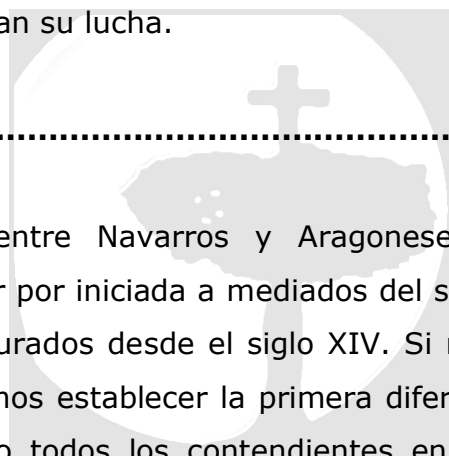 an su lucha.
................................................
entre Navarros y Aragonese
r por iniciada a mediados del s
urados desde el siglo XIV. Si
nos establecer la primera difer
o todos los contendientes en